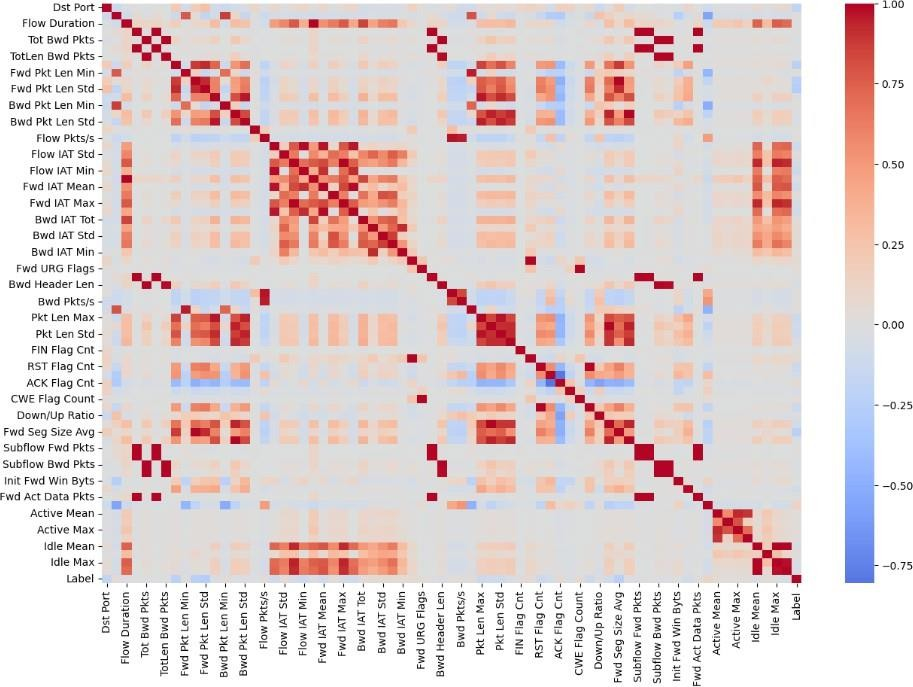 Dst Port
Flow Duration
Tot Bwd Pkts
TotLen Bwd Pkts
Fwd Pkt Len Min
Fwd Pkt Len Std
Bwd Pkt Len Min
Bwd Pkt Len Std
Flow Pkts/s
Flow IAT Std
Flow IAT Min
Fwd IAT Mean
Fwd IAT Max
Bwd IAT Tot
Bwd IAT Std
Bwd IAT Min
Fwd URG Flags
Bwd Header Len
Bwd Pkts/s
Pkt Len Max
Pkt Len Std
FIN Flag Cnt
RST Flag Cnt
ACK Flag Cnt
CWE Flag Count
Down/Up Ratio
Fwd Seg Size Avg
Subflow Fwd Pkts
Subflow Bwd Pkts
Init Fwd Win Byts
Fwd Act Data Pkts
Active Mean
Active Max
Idle Mean
Idle Max
Label
Dst Port
Flow Duration
Tot Bwd Pkts
TotLen Bwd Pkts
Fwd Pkt Len Min
Fwd Pkt Len Std
Bwd Pkt Len Min
Bwd Pkt Len Std
Flow Pkts/s
Flow IAT Std
Flow IAT Min
Fwd IAT Mean
Fwd IAT Max
Bwd IAT Tot
Bwd IAT Std
Bwd IAT Min
Fwd URG Flags
Bwd Header Len
Bwd Pkts/s
Pkt Len Max
Pkt Len Std
FIN Flag Cnt
RST Flag Cnt
ACK Flag Cnt
CWE Flag Count
Down/Up Ratio
Fwd Seg Size Avg
Subflow Fwd Pkts
Subflow Bwd Pkts
Init Fwd Win Byts
Fwd Act Data Pkts
Active Mean
Active Max
Idle Mean
Idle Max
Label
1.00
0.75
0.50
0.25
0.00
−0.25
−0.50
−0.75